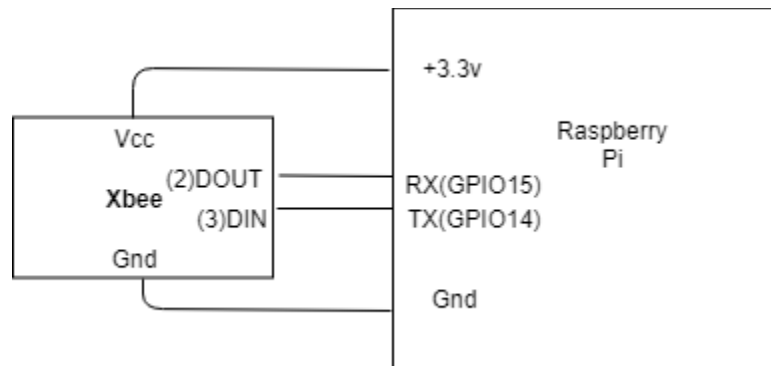 +3.3v
Vcc
Raspberry
Pi
(2)DOUT
RX(GPIO15)
Xbee
(3)DIN
TX(GPIO14)
Gnd
Gnd